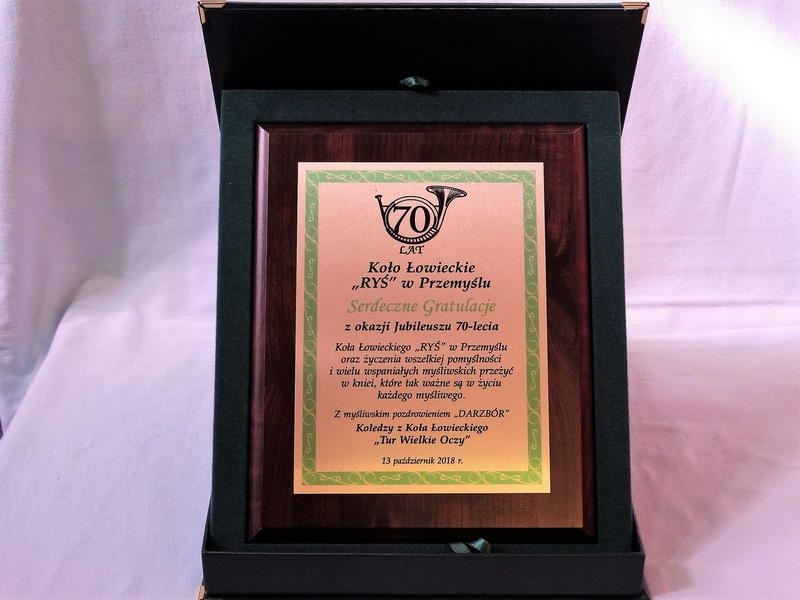 70
LAT
Koło Łowieckie
„RYŚ” w Przemyślu
Serdeczne Gratulacje
z okazji Jubileuszu 70-lecia
Koła Łowieckiego „RYŚ” w Przemyślu
oraz życzenia wszelkiej pomyślności
i wielu wspaniałych myśliwskich przeżyć
w kniei, które tak ważne są w życiu
każdego myśliwego.
Z myśliwskim pozdrowieniem „DARZBÓR”
Koledzy z Koła Łowieckiego
„Tur Wielkie Oczy”
13 październik 2018 r.